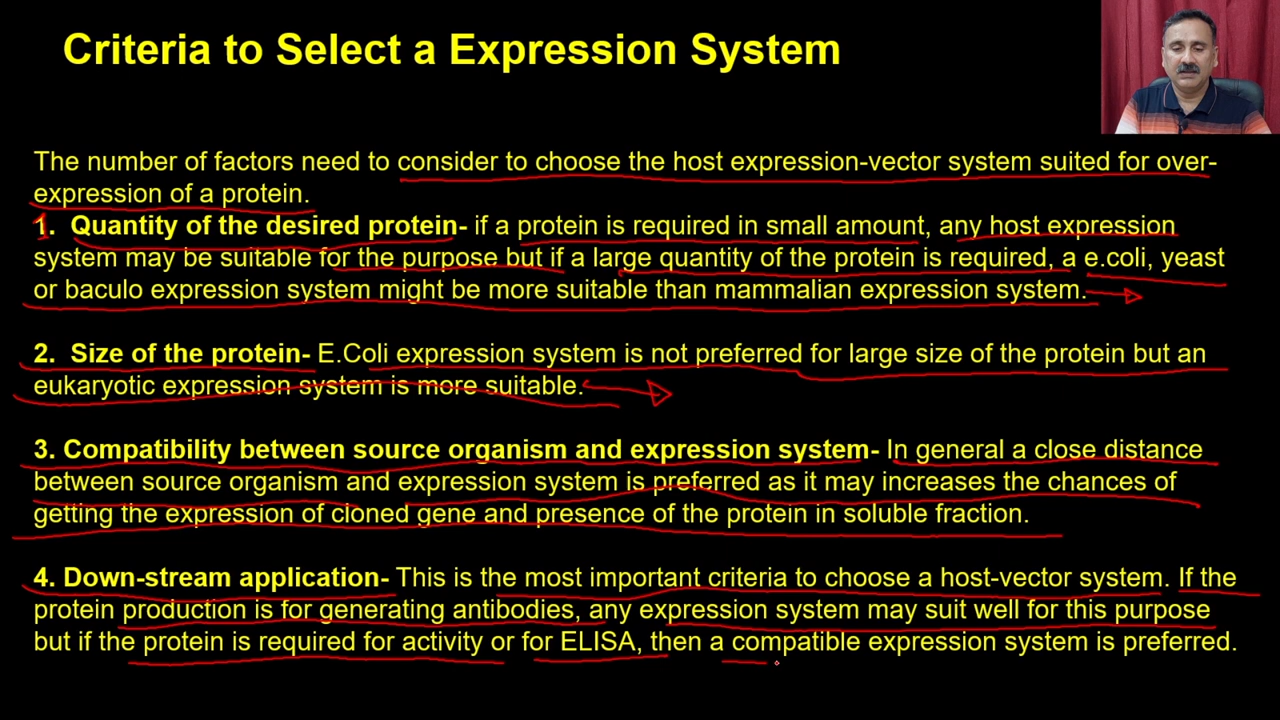 Criteria to Select a Expression System
The number of factors need to consider to choose the host expression-vector system suited for over-
expression of a protein.
1. Quantity of the desired protein- if a protein is required in small amount, any host expression
system may be suitable for the purpose but if a large quantity of the protein is required, a e.coli, yeast
or baculo expression system might be more suitable than mammalian expression system.
2. Size of the protein- E.Coli expression system is not preferred for large size of the protein but an
eukaryotic expression system is more suitable.
3. Compatibility between source organism and expression system- In general a close distance
between source organism and expression system is preferred as it may increases the chances of
getting the expression of cloned gene and presence of the protein in soluble fraction.
4. Down-stream application- This is the most important criteria to choose a host-vector system. If the
protein production is for generating antibodies, any expression system may suit well for this purpose
but if the protein is required for activity or for ELISA, then a compatible expression system is preferred.